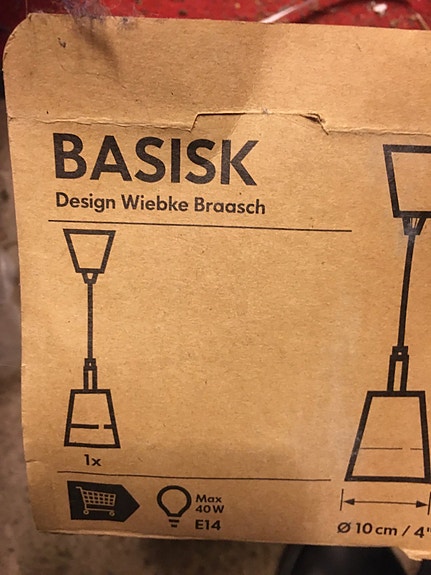 BASISK
Design Wiebke Braasch
1x
Max
40W
E14
Ø 10 cm / 4"